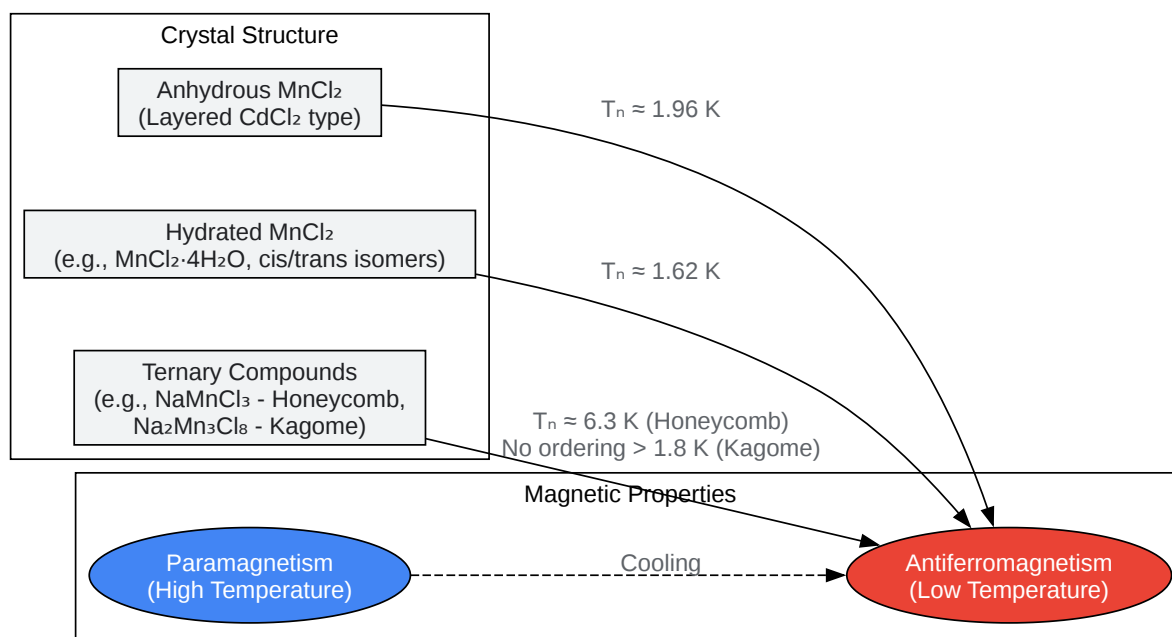 Crystal Structure
Anhydrous MnCl₂
(Layered CdCl₂ type)
Tₙ ≈ 1.96 K
Hydrated MnCl₂
(e.g., MnCl₂·4H₂O, cis/trans isomers)
Tₙ ≈ 1.62 K
Ternary Compounds
(e.g., NaMnCl₃ - Honeycomb,
Na₂Mn₃Cl₈ - Kagome)
Tₙ ≈ 6.3 K (Honeycomb)
No ordering > 1.8 K (Kagome)
Magnetic Properties
Paramagnetism
(High Temperature)
Cooling
Antiferromagnetism
(Low Temperature)